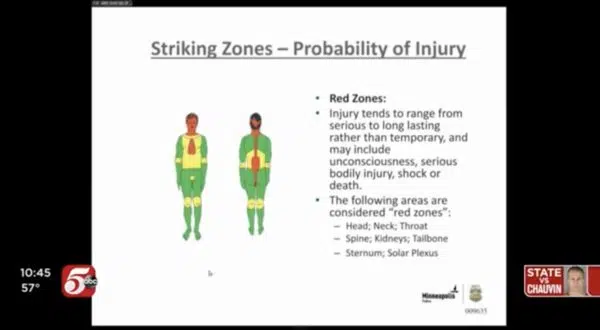 Striking Zones – Probability of Injury
• Red Zones:
• Injury tends to range from
serious to long lasting
rather than temporary, and
may include
unconsciousness, serious
bodily injury, shock or
death.
• The following areas are
considered "red zones":
– Head; Neck; Throat
– Spine; Kidneys; Tailbone
– Sternum; Solar Plexus
Minneapolis
Police
009635
10:45
57°
5 abc
STATE
VS
CHAUVIN